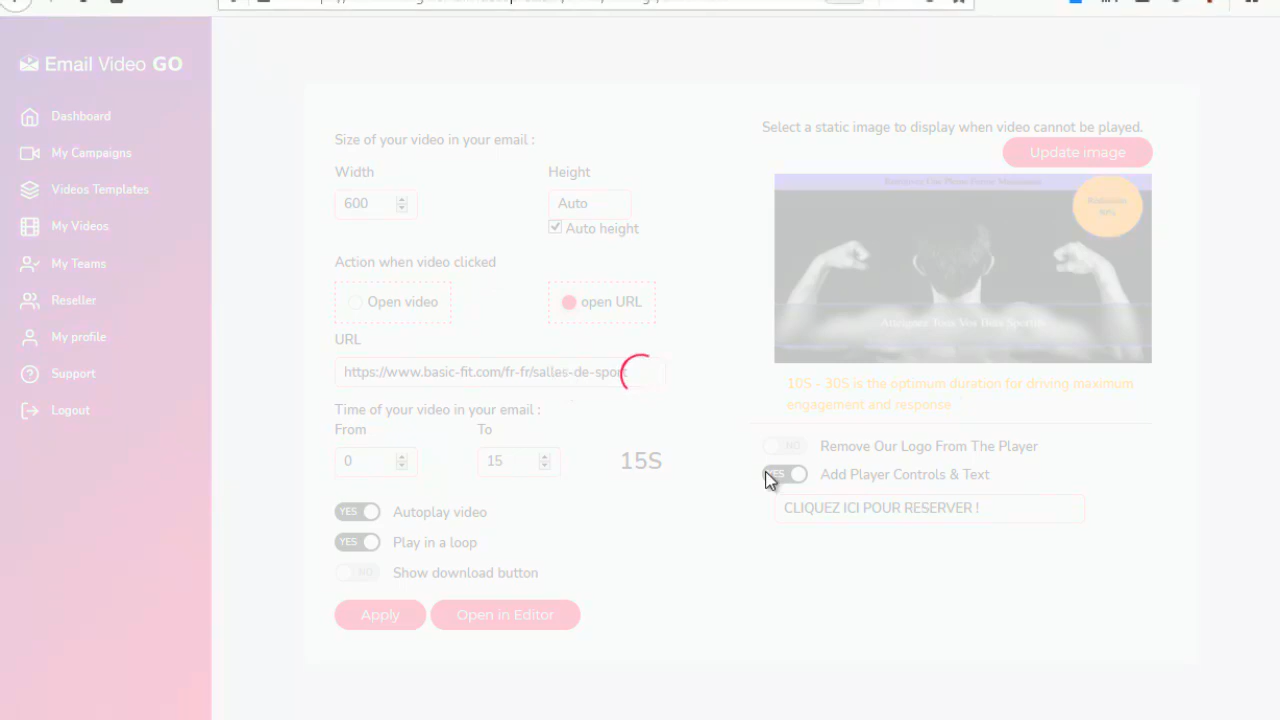 Email Video GO
Dashboard
My Campaigns
Videos Templates
My Videos
My Teams
Reseller
My profile
Support
Logout
Size of your video in your email :
Width
Height
600
Auto
Auto height
Action when video clicked
Open video
open URL
URL
https://www.basic-fit.com/fr-fr/salles-de-sport
Time of your video in your email :
From
To
0
15
15S
YES
Autoplay video
YES
Play in a loop
NO
Show download button
Apply
Open in Editor
Select a static image to display when video cannot be played.
Update image
Atteignez Tous Vos Buts Sportifs
10S - 30S is the optimum duration for driving maximum
engagement and response
NO
Remove Our Logo From The Player
YES
Add Player Controls & Text
CLIQUEZ ICI POUR RESERVER !